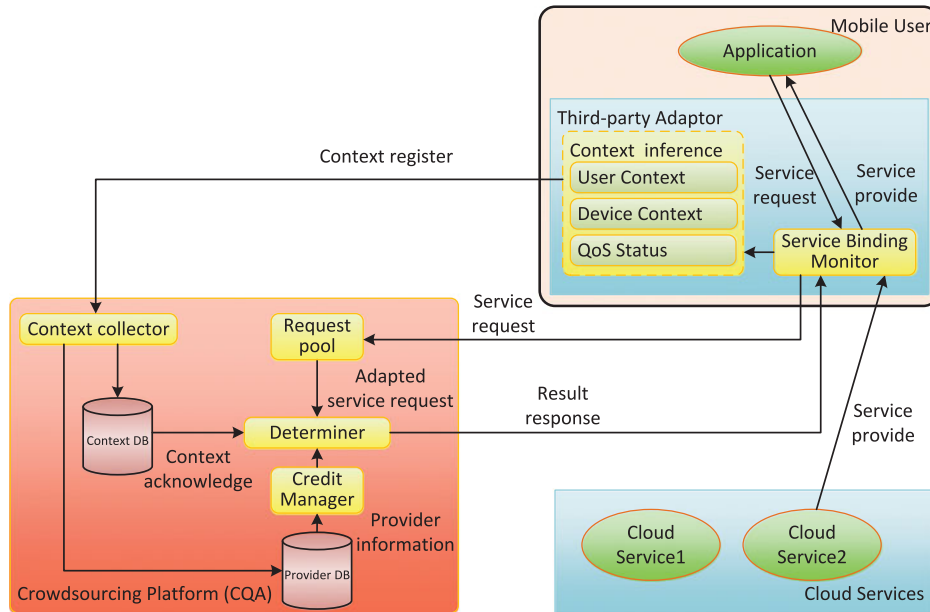 Mobile User
Application
Third-party Adaptor
Context inference
User Context
Device Context
QoS Status
Service
request
Service
provide
Service Binding
Monitor
Context register
Context collector
Request
pool
Service
request
Adapted
service request
Context DB
Determiner
Result
response
Context
acknowledge
Credit
Manager
Provider
information
Provider DB
Crowdsourcing Platform (CQA)
Service
provide
Cloud
Service1
Cloud
Service2
Cloud Services